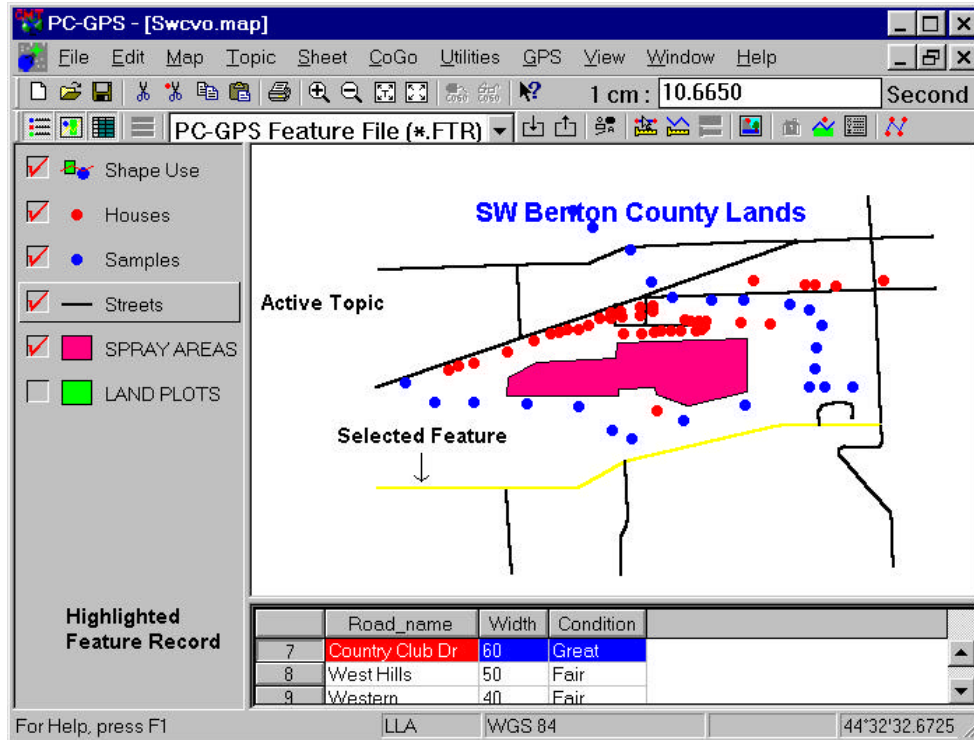 PC-GPS - [Swcvo.map]
File Edit Map Topic Sheet CoGo Utilities GPS View Window Help
1 cm : 10.6650 Second
PC-GPS Feature File (*.FTR)
Shape Use
Houses
Samples
Streets
SPRAY AREAS
LAND PLOTS
SW Benton County Lands
Active Topic
Selected Feature
Highlighted
Feature Record
Road_name Width Condition
7 Country Club Dr 60 Great
8 West Hills 50 Fair
9 Western 40 Fair
For Help, press F1 LLA WGS 84 44°32'32.6725